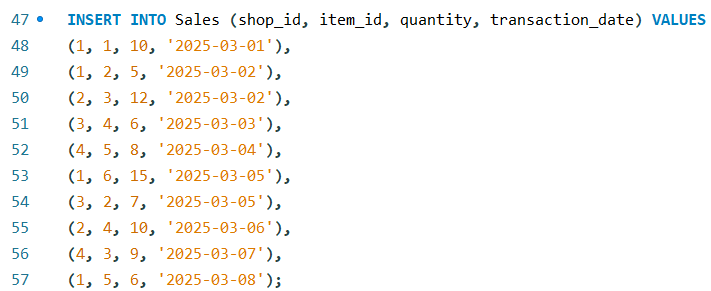 47 INSERT INTO Sales (shop_id, item_id, quantity, transaction_date) VALUES
48 (1, 1, 10, '2025-03-01'),
49 (1, 2, 5, '2025-03-02'),
50 (2, 3, 12, '2025-03-02'),
51 (3, 4, 6, '2025-03-03'),
52 (4, 5, 8, '2025-03-04'),
53 (1, 6, 15, '2025-03-05'),
54 (3, 2, 7, '2025-03-05'),
55 (2, 4, 10, '2025-03-06'),
56 (4, 3, 9, '2025-03-07'),
57 (1, 5, 6, '2025-03-08');